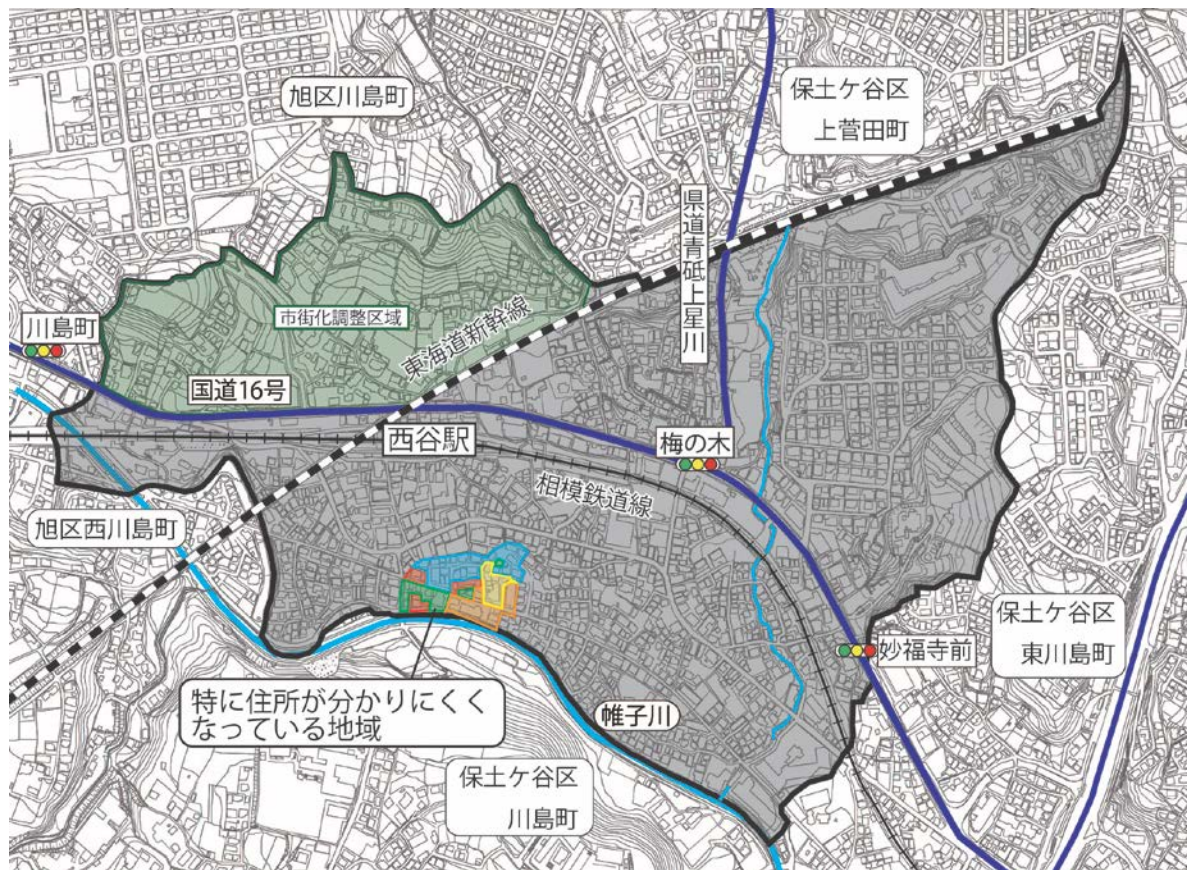 旭区川島町
保土ケ谷区
上菅田町
県道青砥上星川
市街化調整区域
川島町
東海道新幹線
国道16号
西谷駅
梅の木
相模鉄道線
旭区西川島町
保土ケ谷区
東川島町
妙福寺前
特に住所が分かりにくく
なっている地域
帷子川
保土ケ谷区
川島町